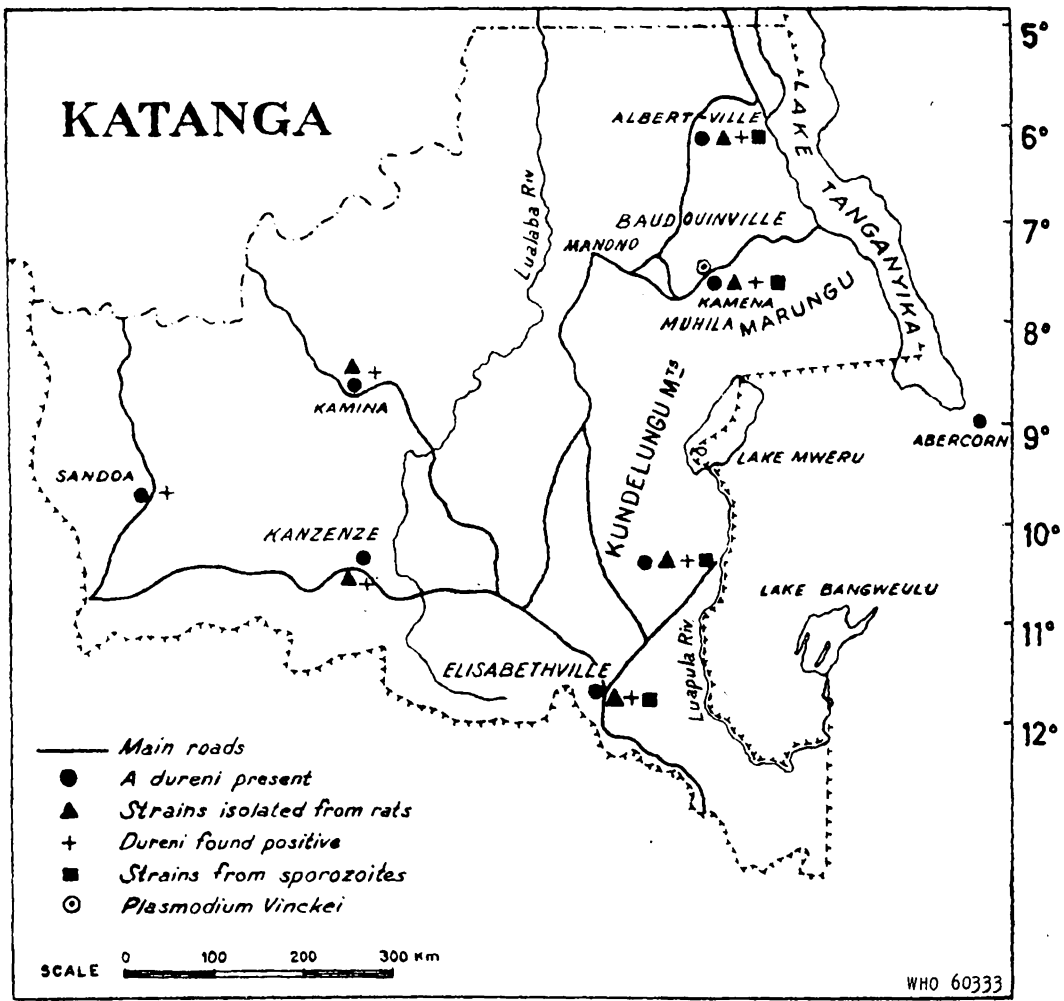 KATANGA
5°
6°
7°
8°
9°
10°
11°
12°
LAKE TANGANYIKA
ALBERT-VILLE
Lualaba Riv
BAUDOUINVILLE
MANONO
KAMENA
MUHILA MARUNGU
KAMINA
KUNDELUNGU Mts
ABERCORN
LAKE MWERU
SANDOA
KANZENZE
LAKE BANGWEULU
ELISABETHVILLE
Luapula Riv.
Main roads
A dureni present
Strains isolated from rats
Dureni found positive
Strains from sporozoites
Plasmodium Vinckei
SCALE 0 100 200 300 Km
WHO 60333